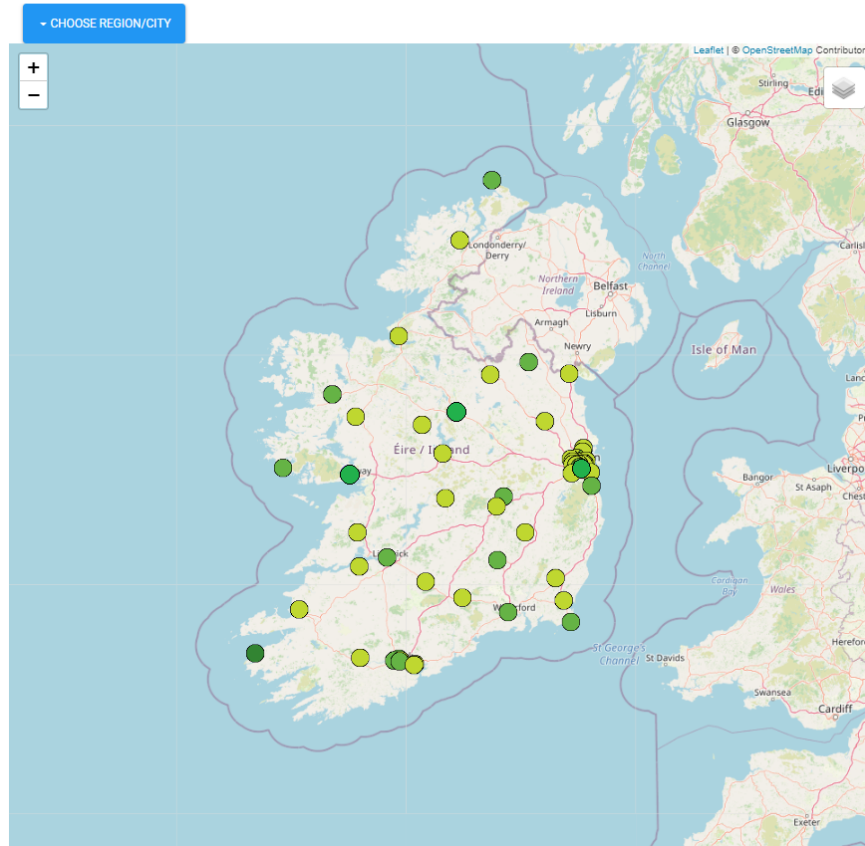 CHOOSE REGION/CITY
+
−
Leaflet | © OpenStreetMap Contributor
Stirling
Glasgow
Londonderry/
Derry
North
Channel
Northern
Ireland
Belfast
Lisburn
Armagh
Newry
Isle of Man
Éire / Ireland
Bangor
St Asaph
Liverpo
Chest
Cardigan
Bay
Wales
Waterford
St George's
Channel
St Davids
Hereford
Swansea
Cardiff
Exeter